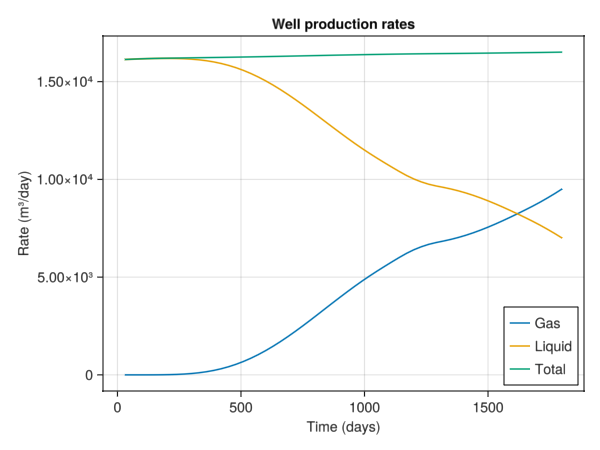 Well production rates
Rate (m³/day)
1.50×10⁴
1.00×10⁴
5.00×10³
0
0
500
1000
1500
Time (days)
Gas
Liquid
Total